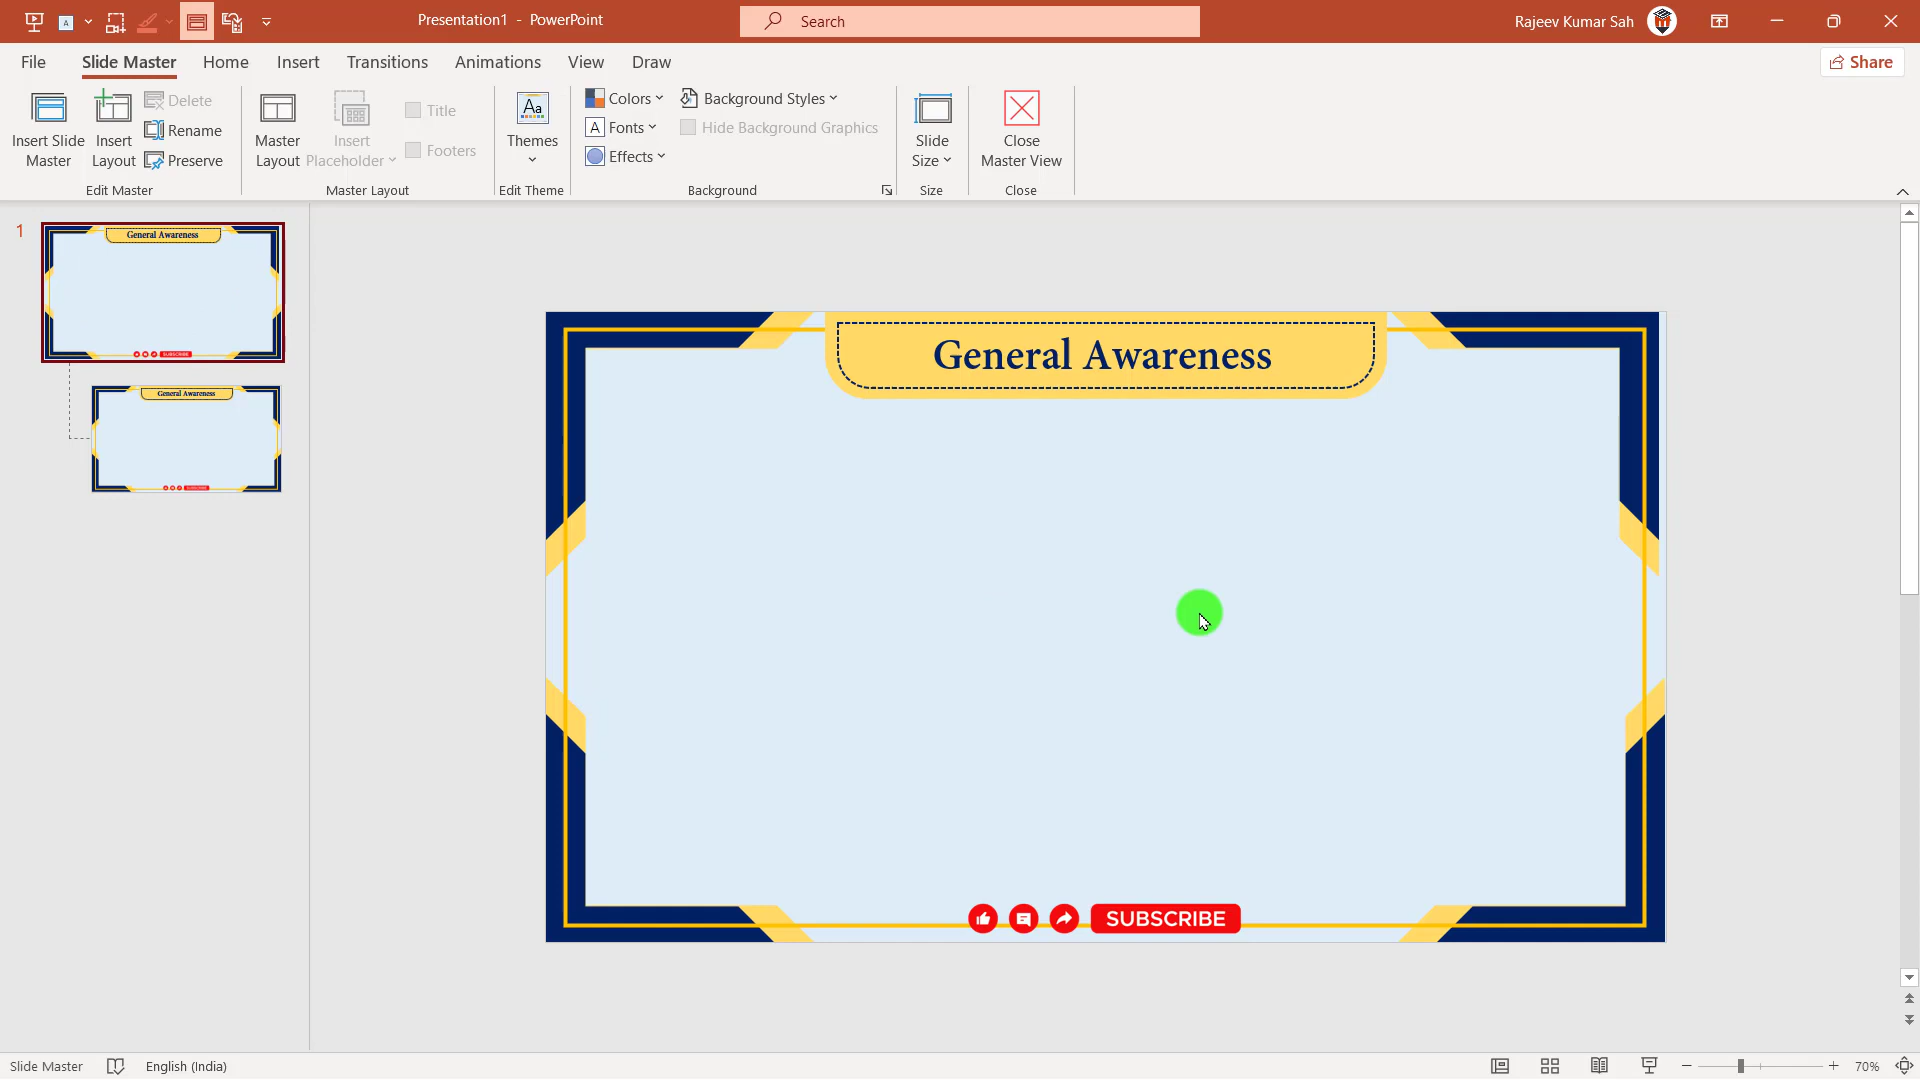 Presentation1 - PowerPoint
Search
Rajeev Kumar Sah
File
Slide Master
Home
Insert
Transitions
Animations
View
Draw
Share
Insert Slide
Master
Insert
Layout
Delete
Rename
Preserve
Edit Master
Master
Layout
Insert
Placeholder
Title
Footers
Master Layout
Aa
Themes
Edit Theme
Colors
A Fonts
Effects
Background Styles
Hide Background Graphics
Background
Slide
Size
Size
Close
Master View
Close
1
General Awareness
SUBSCRIBE
General Awareness
SUBSCRIBE
General Awareness
SUBSCRIBE
Slide Master
English (India)
70%